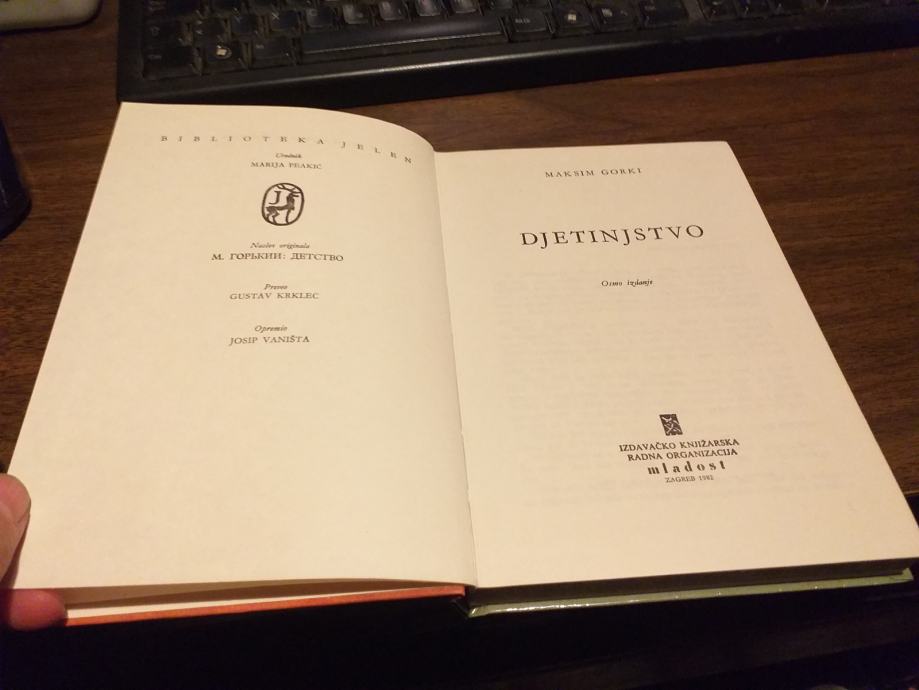 BIBLIOTEKA JELEN
Urednik
MARIJA PEAKIĆ
J
Naslov originala
М. ГОРЬКИИ: ДЕТСТВО
Preveo
GUSTAV KRKLEC
Opremio
JOSIP VANIŠTA
MAKSIM GORKI
DJETINJSTVO
Osmo izdanje
IZDAVAČKO KNJIŽARSKA
RADNA ORGANIZACIJA
mladost
ZAGREB 1982